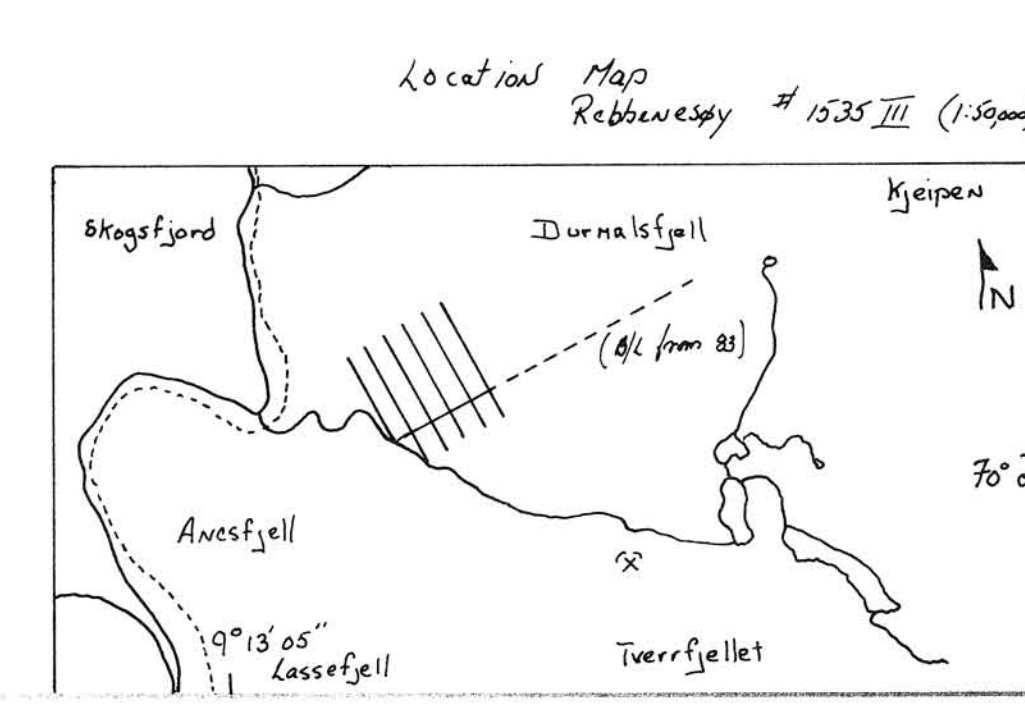 Location Map
Rebbenesøy # 1535 III (1:50,000
Kjeipen
Skogsfjord
Durmalsfjell
N
(B/L from 83)
70°
Anesfjell
9° 13' 05"
Lassefjell
Tverrfjellet